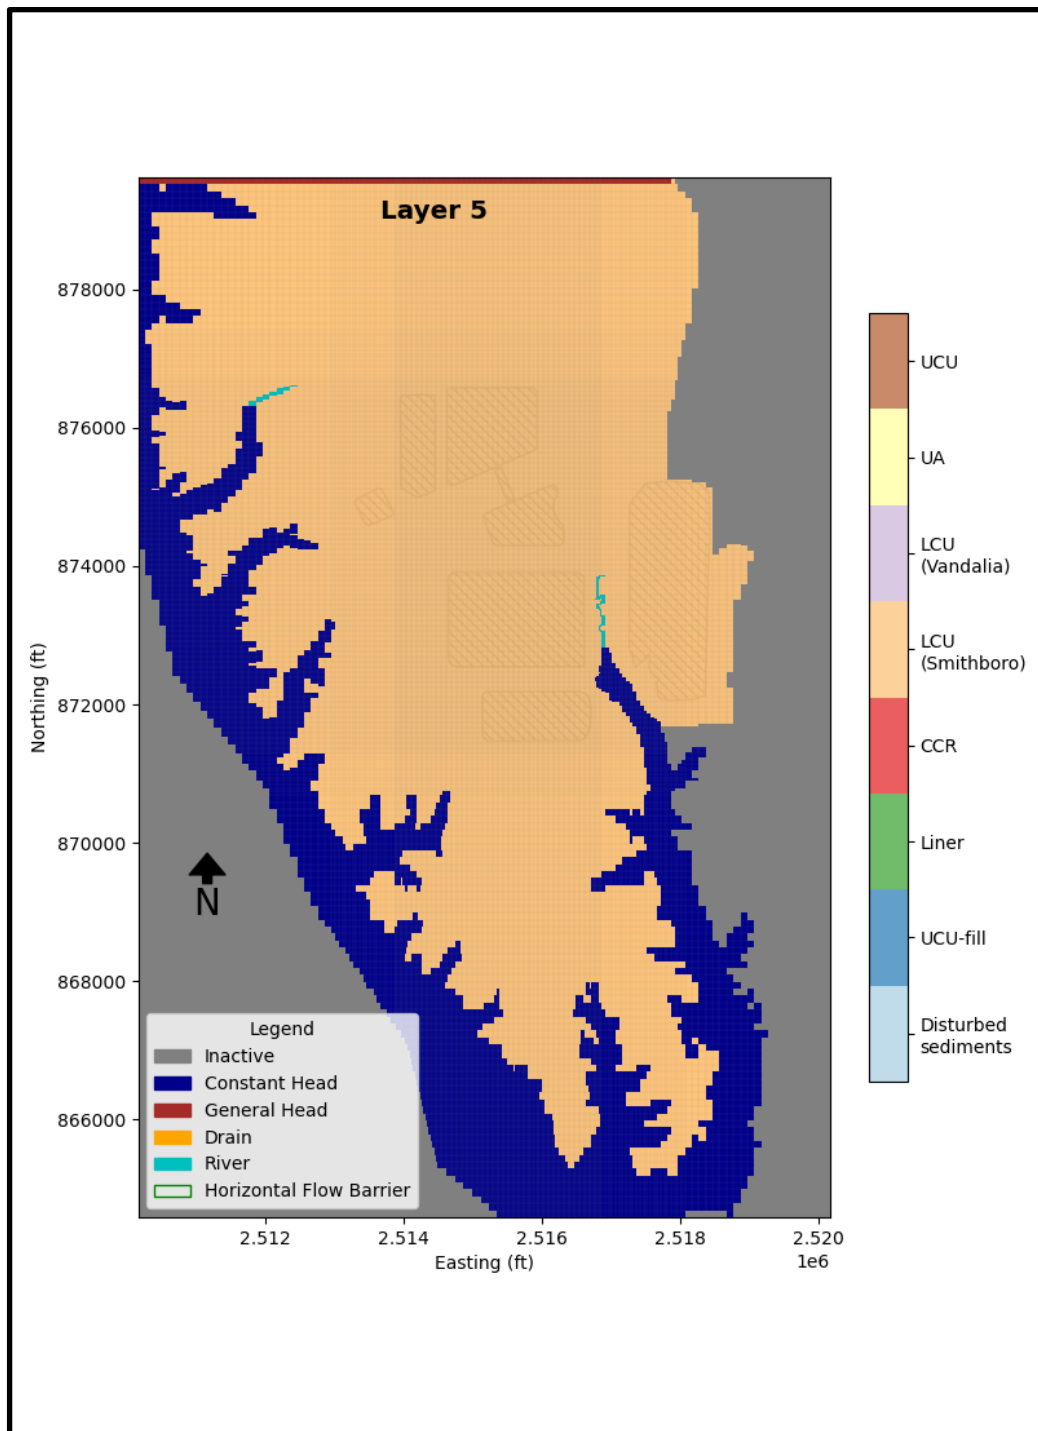 Layer 5
878000
876000
874000
872000
870000
868000
866000
Northing (ft)
N
Legend
Inactive
Constant Head
General Head
Drain
River
Horizontal Flow Barrier
2.512
2.514
2.516
2.518
2.520
1e6
Easting (ft)
UCU
UA
LCU
(Vandalia)
LCU
(Smithboro)
CCR
Liner
UCU-fill
Disturbed
sediments